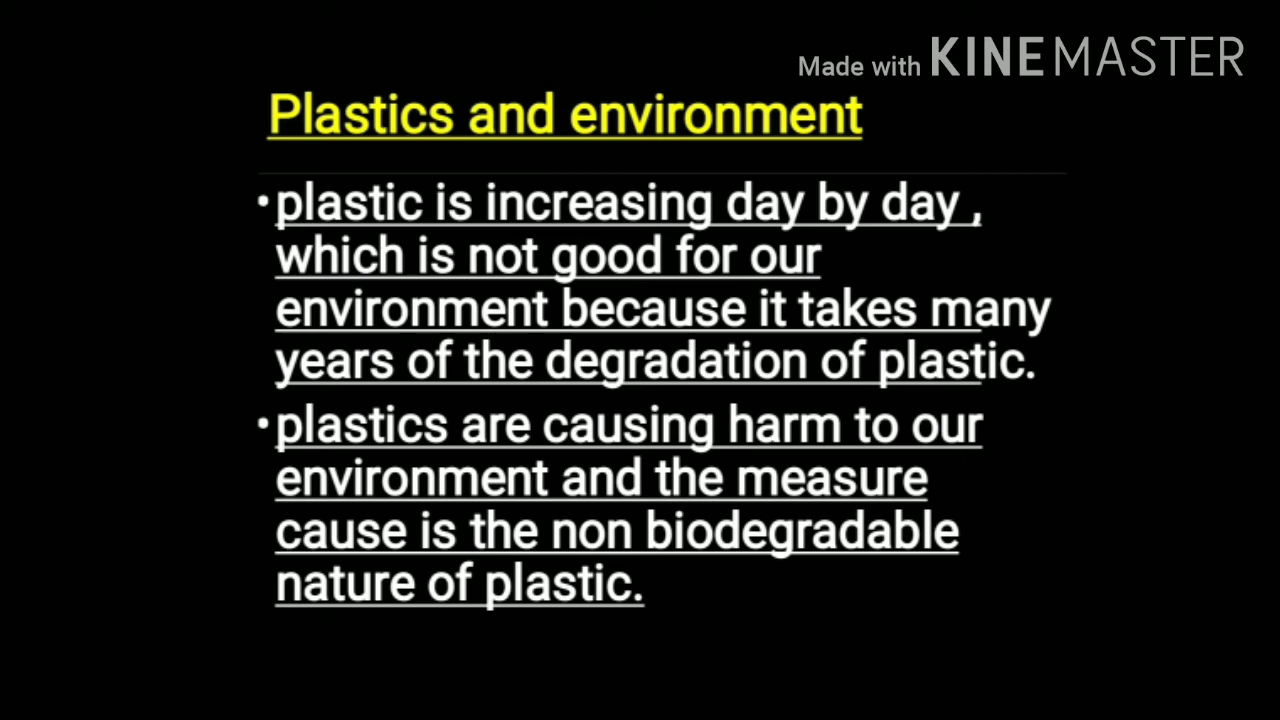 Made with KINEMASTER
Plastics and environment
•plastic is increasing day by day ,
which is not good for our
environment because it takes many
years of the degradation of plastic.
•plastics are causing harm to our
environment and the measure
cause is the non biodegradable
nature of plastic.